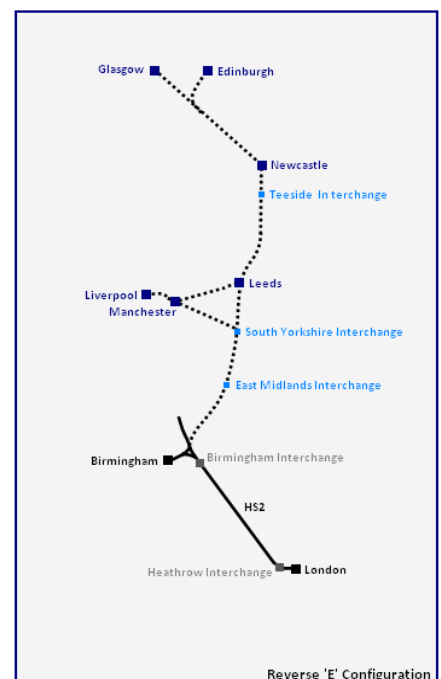 Glasgow
Edinburgh
Newcastle
Teeside In terchange
Leeds
Liverpool
Manchester
South Yorkshire Interchange
East Midlands Interchange
Birmingham
Birmingham Interchange
HS2
Heathrow Interchange
London
Reverse 'E' Configuration